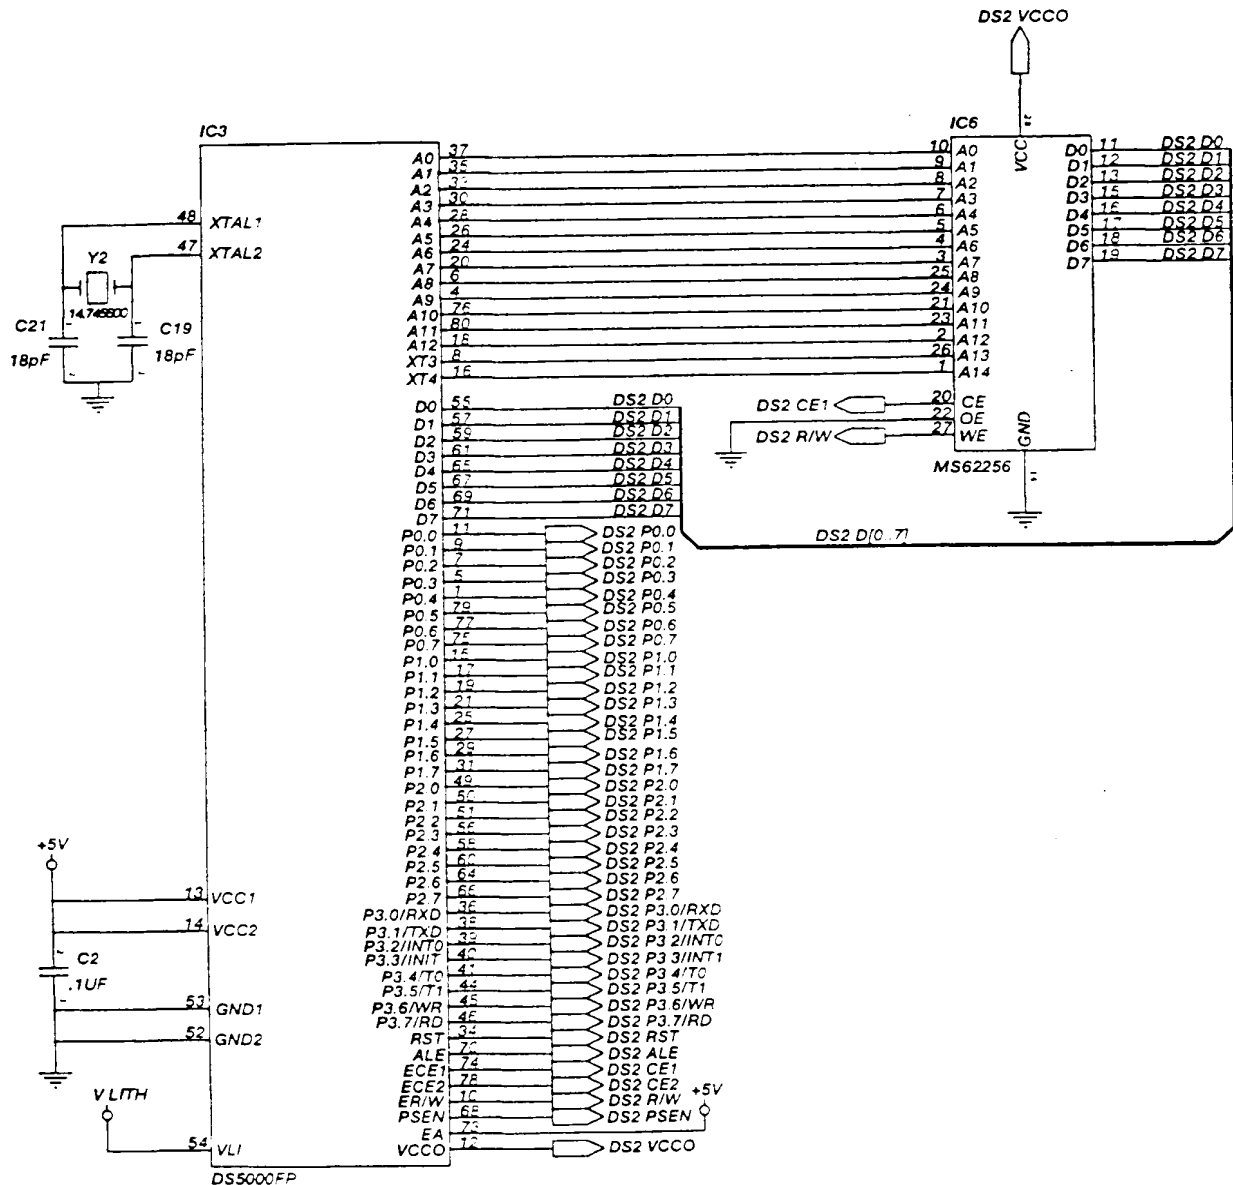 DS2 VCCO
IC3
IC6
A0 37 10 A0 VCC D0 11 DS2 D0
A1 35 9 A1 D1 12 DS2 D1
A2 33 8 A2 D2 13 DS2 D2
A3 30 7 A3 D3 15 DS2 D3
A4 28 6 A4 D4 16 DS2 D4
A5 26 5 A5 D5 17 DS2 D5
A6 24 4 A6 D6 18 DS2 D6
A7 20 3 A7 D7 19 DS2 D7
A8 6 25 A8
A9 4 24 A9
A10 76 21 A10
A11 80 23 A11
A12 18 2 A12
XT3 8 26 A13
XT4 16 1 A14
48 XTAL1
47 XTAL2
Y2
14.745600
C21
18pF
C19
18pF
DS2 CE1 20 CE
22 OE
DS2 R/W 27 WE
GND
MS62256
D0 55 DS2 D0
D1 57 DS2 D1
D2 59 DS2 D2
D3 61 DS2 D3
D4 65 DS2 D4
D5 67 DS2 D5
D6 69 DS2 D6
D7 71 DS2 D7
DS2 D[0..7]
P0.0 11 DS2 P0.0
P0.1 9 DS2 P0.1
P0.2 7 DS2 P0.2
P0.3 5 DS2 P0.3
P0.4 1 DS2 P0.4
P0.5 79 DS2 P0.5
P0.6 77 DS2 P0.6
P0.7 75 DS2 P0.7
P1.0 15 DS2 P1.0
P1.1 17 DS2 P1.1
P1.2 19 DS2 P1.2
P1.3 21 DS2 P1.3
P1.4 25 DS2 P1.4
P1.5 27 DS2 P1.5
P1.6 29 DS2 P1.6
P1.7 31 DS2 P1.7
P2.0 49 DS2 P2.0
P2.1 50 DS2 P2.1
P2.2 51 DS2 P2.2
P2.3 56 DS2 P2.3
P2.4 58 DS2 P2.4
P2.5 60 DS2 P2.5
P2.6 64 DS2 P2.6
P2.7 66 DS2 P2.7
P3.0/RXD 36 DS2 P3.0/RXD
P3.1/TXD 38 DS2 P3.1/TXD
P3.2/INT0 39 DS2 P3.2/INT0
P3.3/INIT 40 DS2 P3.3/INT1
P3.4/T0 41 DS2 P3.4/T0
P3.5/T1 44 DS2 P3.5/T1
P3.6/WR 45 DS2 P3.6/WR
P3.7/RD 46 DS2 P3.7/RD
RST 34 DS2 RST
ALE 70 DS2 ALE
ECE1 74 DS2 CE1
ECE2 78 DS2 CE2
ER/W 10 DS2 R/W
PSEN 68 DS2 PSEN
EA 73 +5V
VCCO 12 DS2 VCCO
+5V
13 VCC1
14 VCC2
C2
.1UF
53 GND1
52 GND2
V LITH
54 VLI
DS5000FP